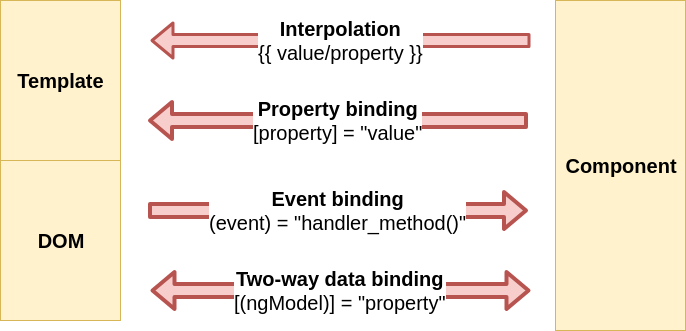 Template
DOM
Interpolation
{{ value/property }}
Property binding
[property] = "value"
Event binding
(event) = "handler_method()"
Two-way data binding
[(ngModel)] = "property"
Component